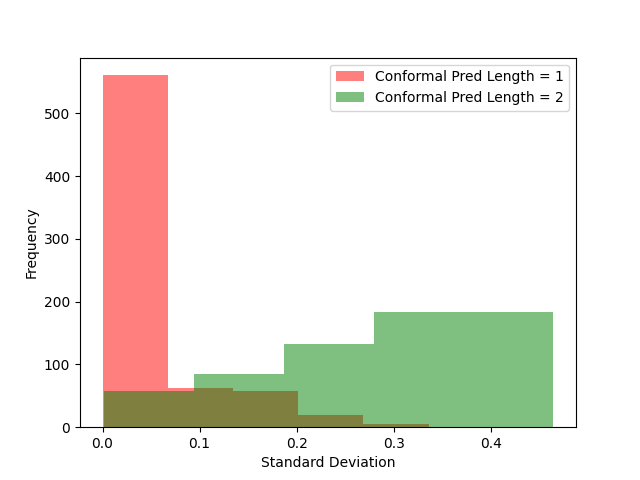 Conformal Pred Length = 1
Conformal Pred Length = 2
500
400
300
200
100
0
Frequency
0.0 0.1 0.2 0.3 0.4
Standard Deviation